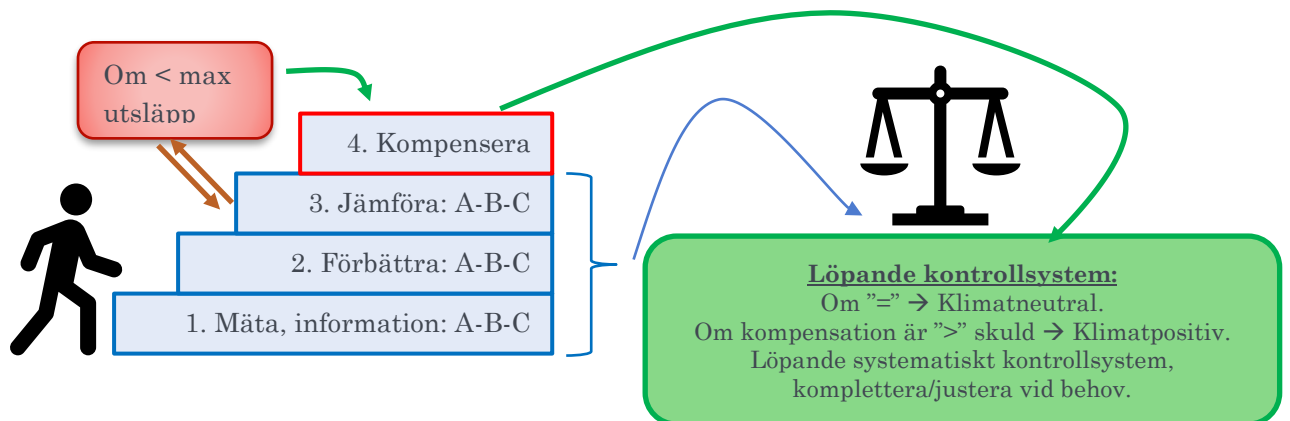 Om < max
utsläpp
4. Kompensera
3. Jämföra: A-B-C
2. Förbättra: A-B-C
1. Mäta, information: A-B-C
Löpande kontrollsystem:
Om ”=” → Klimatneutral.
Om kompensation är ”>” skuld → Klimatpositiv.
Löpande systematiskt kontrollsystem,
komplettera/justera vid behov.